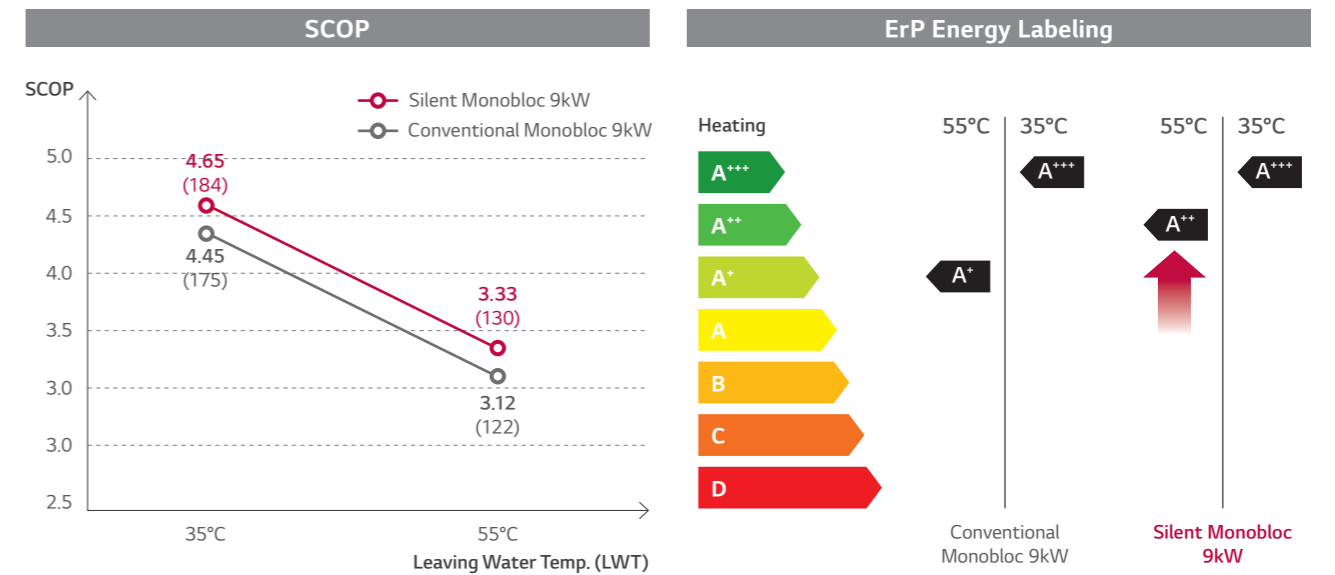 SCOP
SCOP
Silent Monobloc 9kW
Conventional Monobloc 9kW
5.0
4.5
4.0
3.5
3.0
3.0
2.5
4.65
(184)
4.45
(175)
3.33
(130)
3.12
(122)
35°C
55°C
Leaving Water Temp. (LWT)
ErP Energy Labeling
Heating
55°C
35°C
55°C
35°C
A+++
A++
A+
A
B
C
D
A+
A+++
A++
A+++
Conventional
Monobloc 9kW
Silent Monobloc
9kW